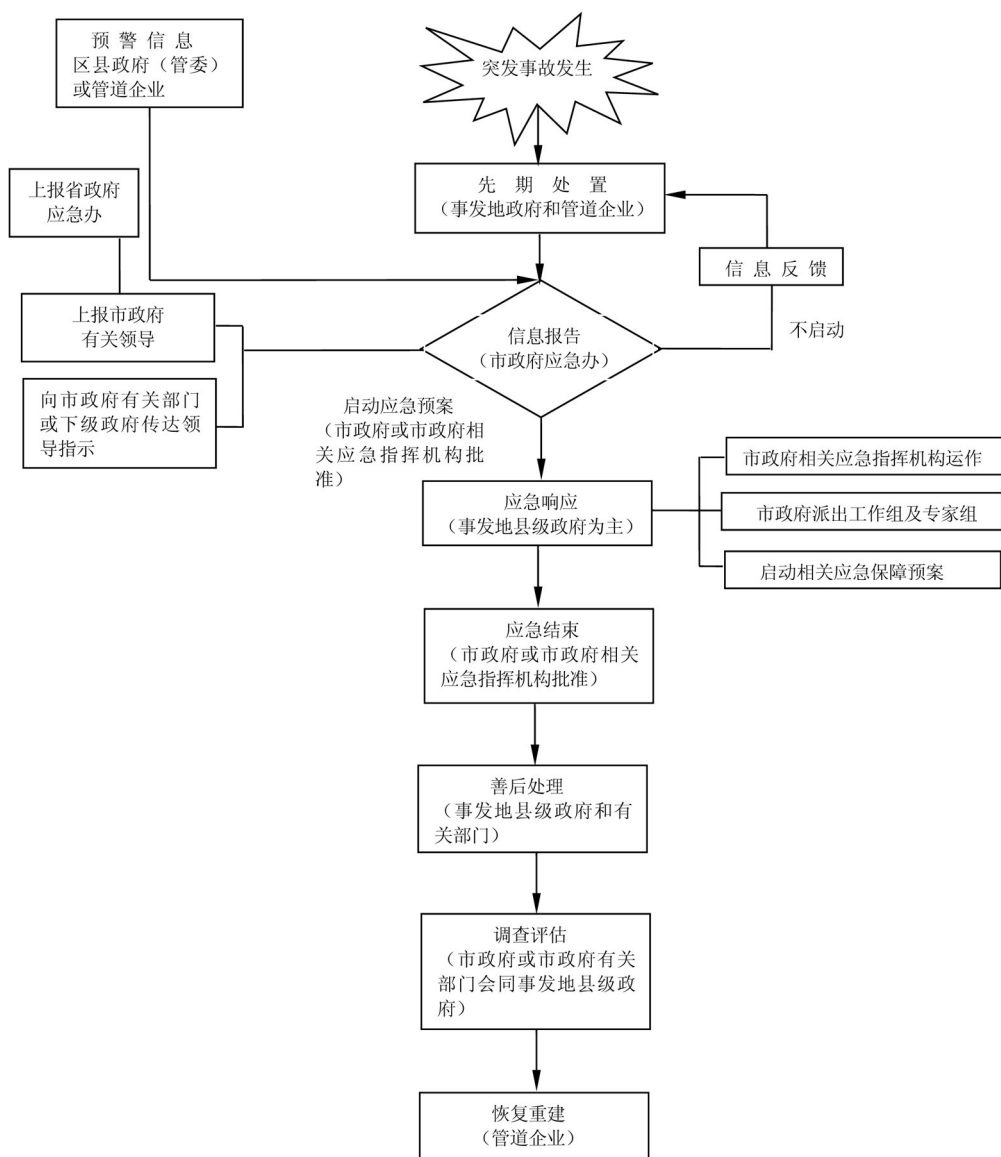 预警信息
区县政府（管委）
或管道企业
突发事故发生
先期处置
（事发地政府和管道企业）
上报省政府
应急办
信息反馈
上报市政府
有关领导
信息报告
（市政府应急办）
不启动
向市政府有关部门
或下级政府传达领
导指示
启动应急预案
（市政府或市政府相
关应急指挥机构批
准）
应急响应
（事发地县级政府为主）
市政府相关应急指挥机构运作
市政府派出工作组及专家组
启动相关应急保障预案
应急结束
（市政府或市政府相关
应急指挥机构批准）
善后处理
（事发地县级政府和有
关部门）
调查评估
（市政府或市政府有关
部门会同事发地县级政
府）
恢复重建
（管道企业）